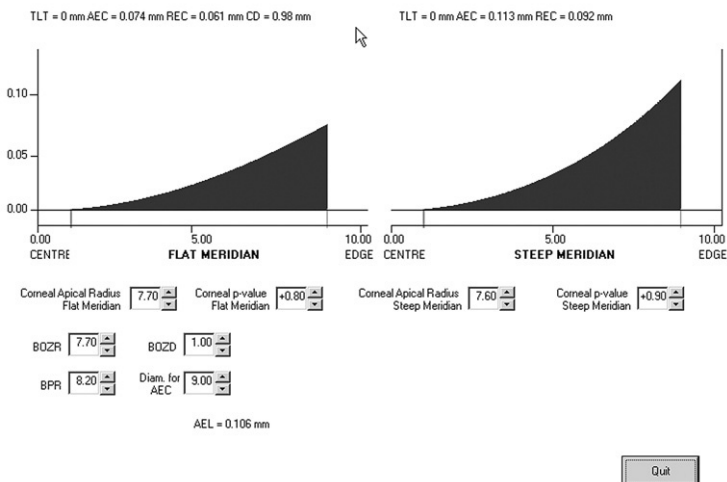 TLT = 0 mm AEC = 0.074 mm REC = 0.061 mm CD = 0.98 mm
TLT = 0 mm AEC = 0.113 mm REC = 0.092 mm
0.10
0.05
0.00
0.00 5.00 10.00
CENTRE FLAT MERIDIAN EDGE
0.00 5.00 10.00
CENTRE STEEP MERIDIAN EDGE
Corneal Apical Radius
Flat Meridian
7.70
Corneal p-value
Flat Meridian
+0.80
Corneal Apical Radius
Steep Meridian
7.60
Corneal p-value
Steep Meridian
+0.90
BOZR 7.70
BOZD 1.00
BPR 8.20
Diam. for
AEC
9.00
AEL = 0.106 mm
Quit